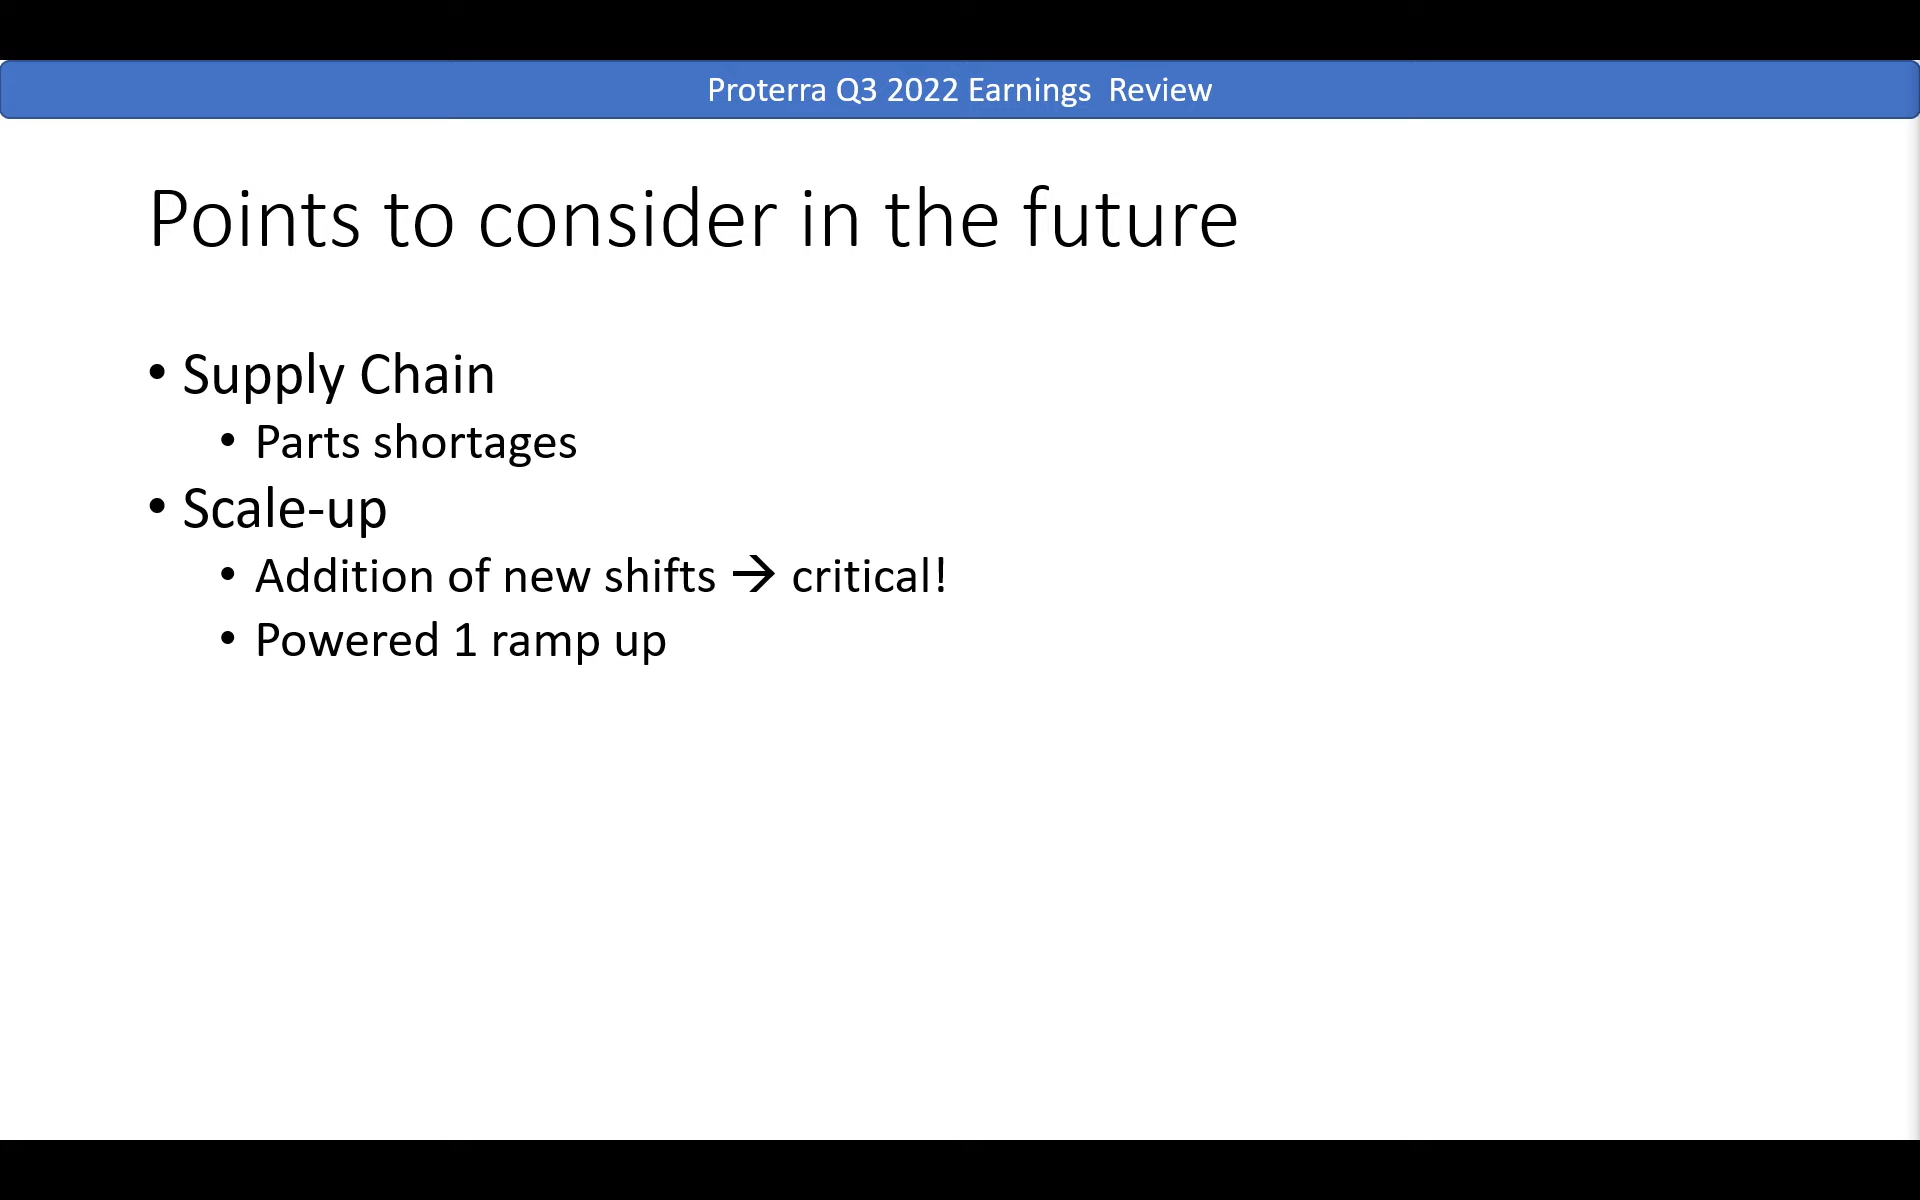 Proterra Q3 2022 Earnings  Review
Points to consider in the future
• Supply Chain
• Parts shortages
• Scale-up
• Addition of new shifts → critical!
• Powered 1 ramp up